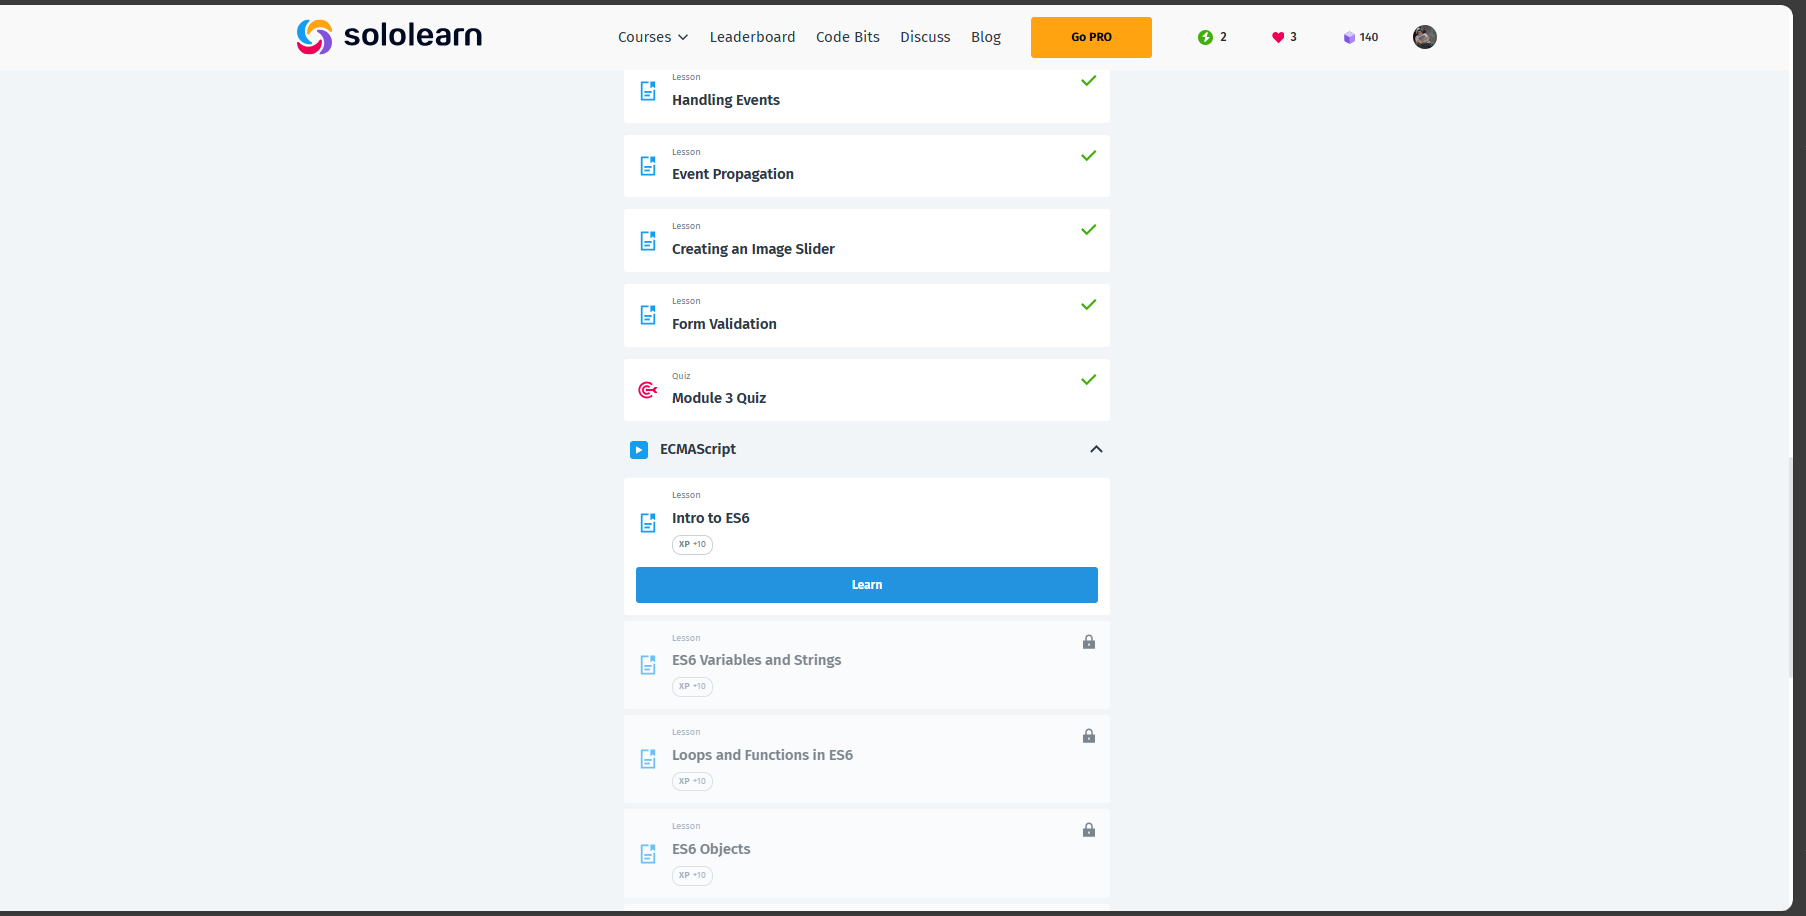 sololearn
Courses Leaderboard Code Bits Discuss Blog Go PRO 2 3 140
Lesson
Handling Events
Lesson
Event Propagation
Lesson
Creating an Image Slider
Lesson
Form Validation
Quiz
Module 3 Quiz
ECMAScript
Lesson
Intro to ES6
XP +10
Learn
Lesson
ES6 Variables and Strings
XP +10
Lesson
Loops and Functions in ES6
XP +10
Lesson
ES6 Objects
XP +10